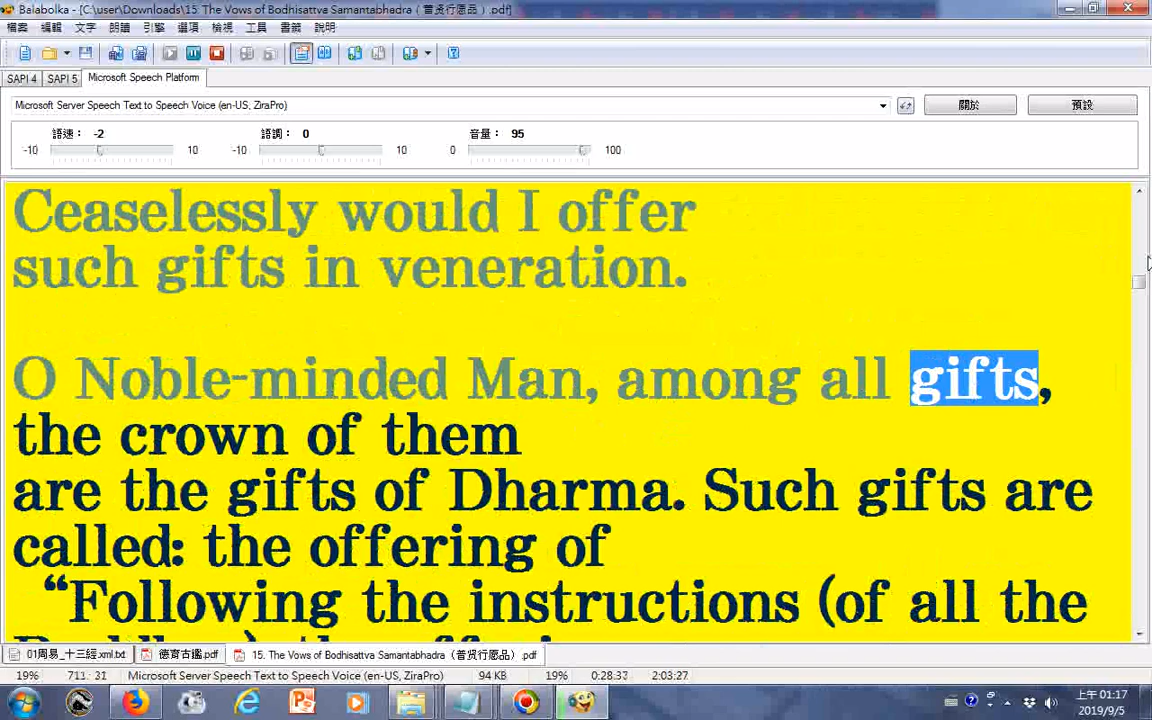 Balabolka - [C:\user\Downloads\15. The Vows of Bodhisattva Samantabhadra (普贤行愿品) .pdf]
檔案 編輯 文字 朗讀 引擎 選項 檢視 工具 書籤 說明
SAPI 4 SAPI 5 Microsoft Speech Platform
Microsoft Server Speech Text to Speech Voice (en-US, ZiraPro) 關於 預設
語速： -2 語調： 0 音量： 95
-10 10 -10 10 0 100
Ceaselessly would I offer
such gifts in veneration.
O Noble-minded Man, among all gifts,
the crown of them
are the gifts of Dharma. Such gifts are
called: the offering of
“Following the instructions (of all the
01周易_十三經.xml.txt 德育古鑑.pdf 15. The Vows of Bodhisattva Samantabhadra (普贤行愿品) .pdf
19% 711: 31 Microsoft Server Speech Text to Speech Voice (en-US, ZiraPro) 94 KB 19% 0:28:33 2:03:27
上午 01:17
2019/9/5